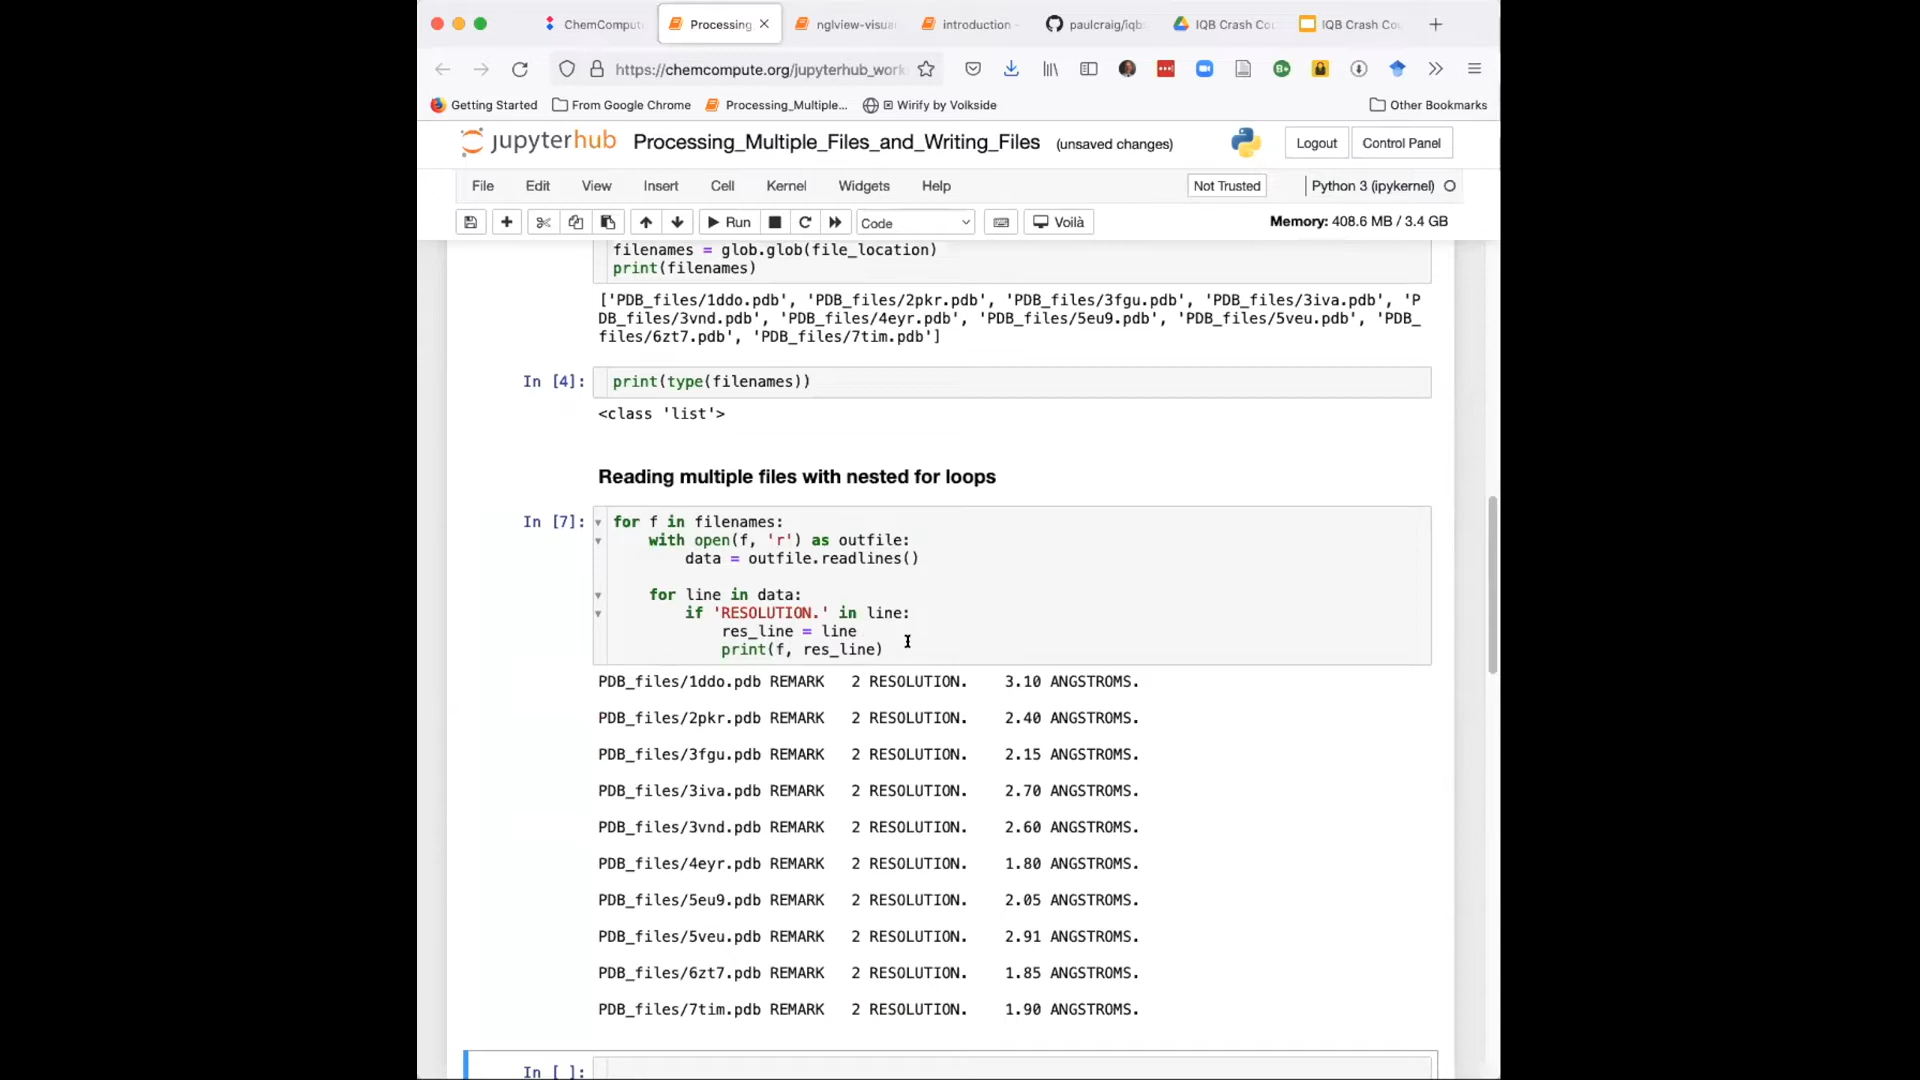 ChemCompute
Processing
nglview-visua
introduction
paulcraig/iqb
IQB Crash Co
IQB Crash Cou
https://chemcompute.org/jupyterhub_work
Getting Started
From Google Chrome
Processing_Multiple...
Wirify by Volkside
Other Bookmarks
jupyterhub
Processing_Multiple_Files_and_Writing_Files
(unsaved changes)
Logout
Control Panel
File Edit View Insert Cell Kernel Widgets Help
Not Trusted
Python 3 (ipykernel)
Run
Code
Voilà
Memory: 408.6 MB / 3.4 GB
filenames = glob.glob(file_location)
print(filenames)
['PDB_files/1ddo.pdb', 'PDB_files/2pkr.pdb', 'PDB_files/3fgu.pdb', 'PDB_files/3iva.pdb', 'P
DB_files/3vnd.pdb', 'PDB_files/4eyr.pdb', 'PDB_files/5eu9.pdb', 'PDB_files/5veu.pdb', 'PDB_
files/6zt7.pdb', 'PDB_files/7tim.pdb']
In [4]: print(type(filenames))
<class 'list'>
Reading multiple files with nested for loops
In [7]: for f in filenames:
with open(f, 'r') as outfile:
data = outfile.readlines()
for line in data:
if 'RESOLUTION.' in line:
res_line = line
print(f, res_line)
PDB_files/1ddo.pdb REMARK 2 RESOLUTION. 3.10 ANGSTROMS.
PDB_files/2pkr.pdb REMARK 2 RESOLUTION. 2.40 ANGSTROMS.
PDB_files/3fgu.pdb REMARK 2 RESOLUTION. 2.15 ANGSTROMS.
PDB_files/3iva.pdb REMARK 2 RESOLUTION. 2.70 ANGSTROMS.
PDB_files/3vnd.pdb REMARK 2 RESOLUTION. 2.60 ANGSTROMS.
PDB_files/4eyr.pdb REMARK 2 RESOLUTION. 1.80 ANGSTROMS.
PDB_files/5eu9.pdb REMARK 2 RESOLUTION. 2.05 ANGSTROMS.
PDB_files/5veu.pdb REMARK 2 RESOLUTION. 2.91 ANGSTROMS.
PDB_files/6zt7.pdb REMARK 2 RESOLUTION. 1.85 ANGSTROMS.
PDB_files/7tim.pdb REMARK 2 RESOLUTION. 1.90 ANGSTROMS.
In [ ]: